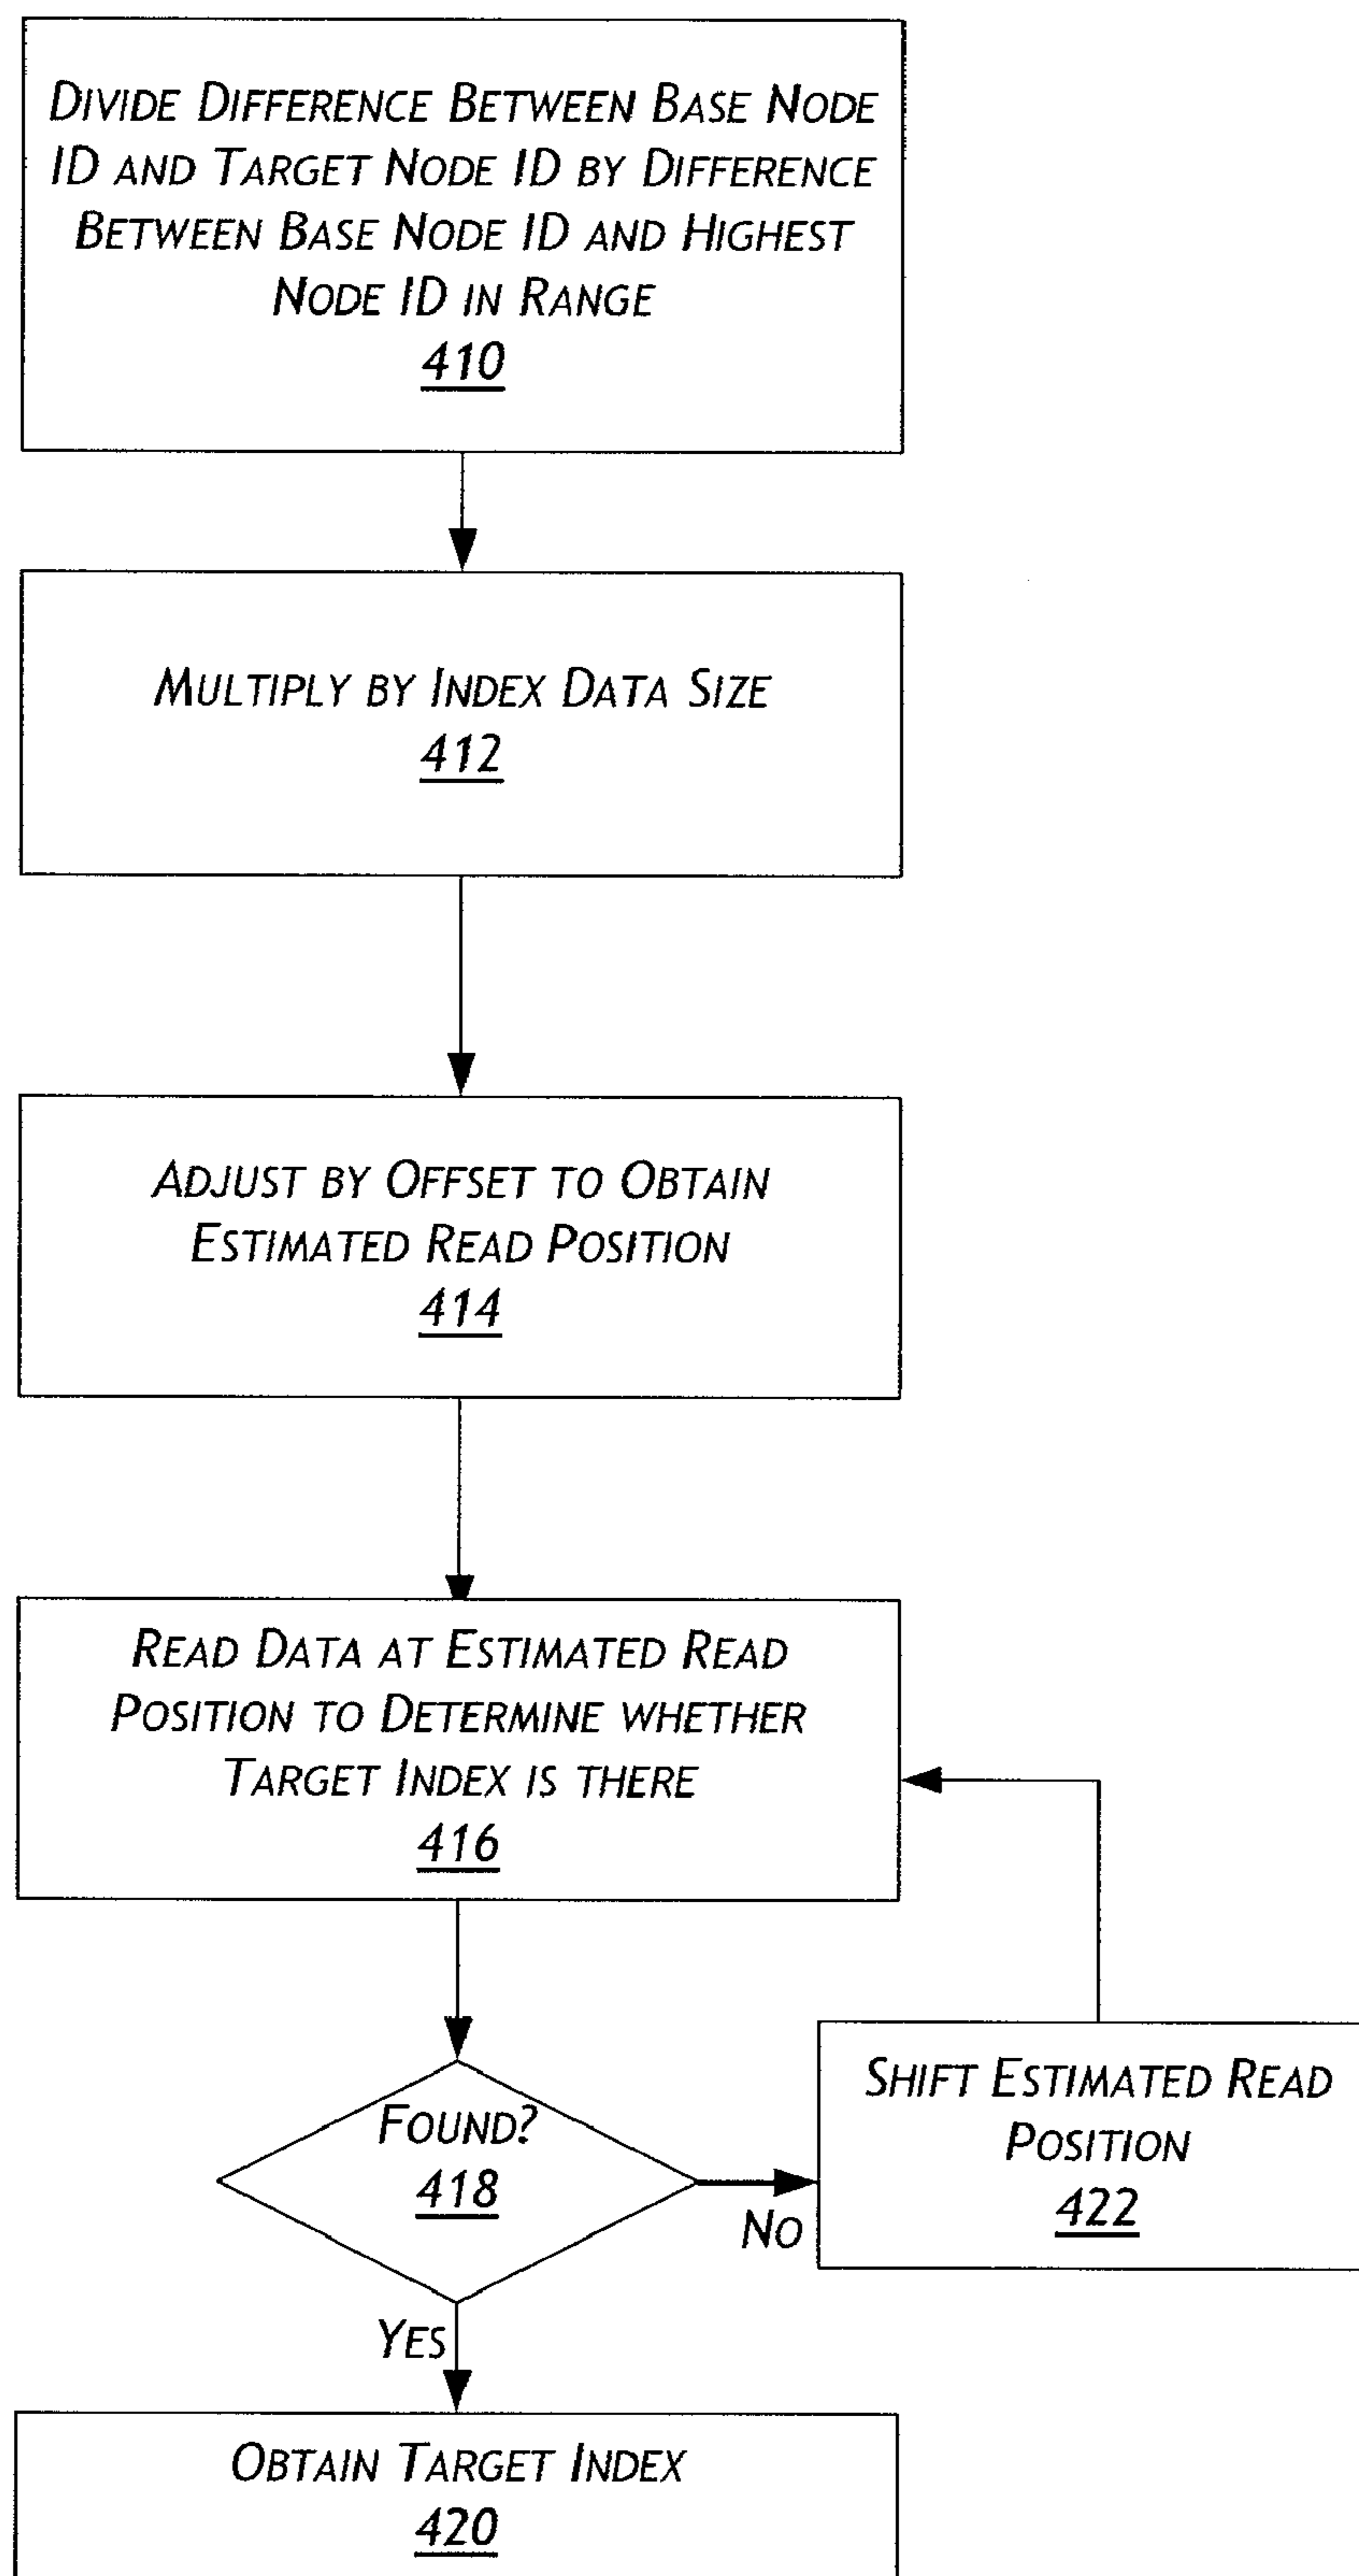 DIVIDE DIFFERENCE BETWEEN BASE NODE
ID AND TARGET NODE ID BY DIFFERENCE
BETWEEN BASE NODE ID AND HIGHEST
NODE ID IN RANGE
410
MULTIPLY BY INDEX DATA SIZE
412
ADJUST BY OFFSET TO OBTAIN
ESTIMATED READ POSITION
414
READ DATA AT ESTIMATED READ
POSITION TO DETERMINE WHETHER
TARGET INDEX IS THERE
416
FOUND?
418
NO
SHIFT ESTIMATED READ
POSITION
422
YES
OBTAIN TARGET INDEX
420